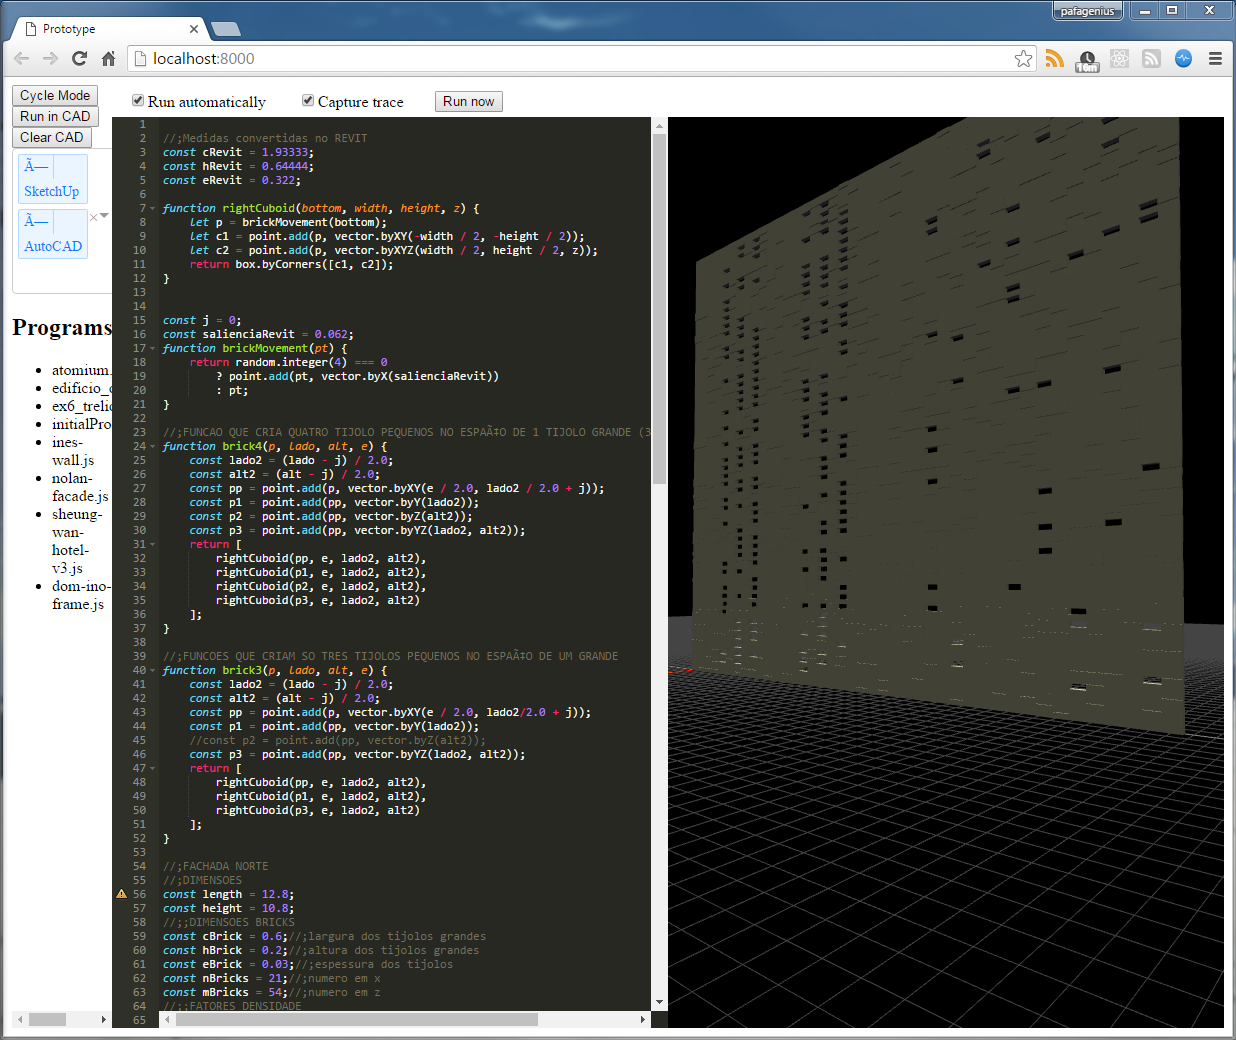 pafagenius
Prototype
localhost:8000
16m
Cycle Mode
Run in CAD
Clear CAD
Ã—
SketchUp
Ã—
AutoCAD
Programs
atomium.
edificio_
ex6_trelic
initialPro
ines-
wall.js
nolan-
facade.js
sheung-
wan-
hotel-
v3.js
dom-ino-
frame.js
Run automatically
Capture trace
Run now
1
2 //;Medidas convertidas no REVIT
3 const cRevit = 1.93333;
4 const hRevit = 0.64444;
5 const eRevit = 0.322;
6
7 function rightCuboid(bottom, width, height, z) {
8 let p = brickMovement(bottom);
9 let c1 = point.add(p, vector.byXY(-width / 2, -height / 2));
10 let c2 = point.add(p, vector.byXYZ(width / 2, height / 2, z));
11 return box.byCorners([c1, c2]);
12 }
13
14
15 const j = 0;
16 const salienciaRevit = 0.062;
17 function brickMovement(pt) {
18 return random.integer(4) === 0
19 ? point.add(pt, vector.byX(salienciaRevit))
20 : pt;
21 }
22
23 //;FUNCAO QUE CRIA QUATRO TIJOLO PEQUENOS NO ESPAÃ‡O DE 1 TIJOLO GRANDE (3
24 function brick4(p, lado, alt, e) {
25 const lado2 = (lado - j) / 2.0;
26 const alt2 = (alt - j) / 2.0;
27 const pp = point.add(p, vector.byXY(e / 2.0, lado2 / 2.0 + j));
28 const p1 = point.add(pp, vector.byY(lado2));
29 const p2 = point.add(pp, vector.byZ(alt2));
30 const p3 = point.add(pp, vector.byYZ(lado2, alt2));
31 return [
32 rightCuboid(pp, e, lado2, alt2),
33 rightCuboid(p1, e, lado2, alt2),
34 rightCuboid(p2, e, lado2, alt2),
35 rightCuboid(p3, e, lado2, alt2)
36 ];
37 }
38
39 //;FUNCOES QUE CRIAM SO TRES TIJOLOS PEQUENOS NO ESPAÃ‡O DE UM GRANDE
40 function brick3(p, lado, alt, e) {
41 const lado2 = (lado - j) / 2.0;
42 const alt2 = (alt - j) / 2.0;
43 const pp = point.add(p, vector.byXY(e / 2.0, lado2/2.0 + j));
44 const p1 = point.add(pp, vector.byY(lado2));
45 //const p2 = point.add(pp, vector.byZ(alt2));
46 const p3 = point.add(pp, vector.byYZ(lado2, alt2));
47 return [
48 rightCuboid(pp, e, lado2, alt2),
49 rightCuboid(p1, e, lado2, alt2),
50 rightCuboid(p3, e, lado2, alt2)
51 ];
52 }
53
54 //;FACHADA NORTE
55 //;DIMENSOES
56 const length = 12.8;
57 const height = 10.8;
58 //;;DIMENSOES BRICKS
59 const cBrick = 0.6;//;largura dos tijolos grandes
60 const hBrick = 0.2;//;altura dos tijolos grandes
61 const eBrick = 0.03;//;espessura dos tijolos
62 const nBricks = 21;//;numero em x
63 const mBricks = 54;//;numero em z
64 //;;FATORES DENSIDADE
65